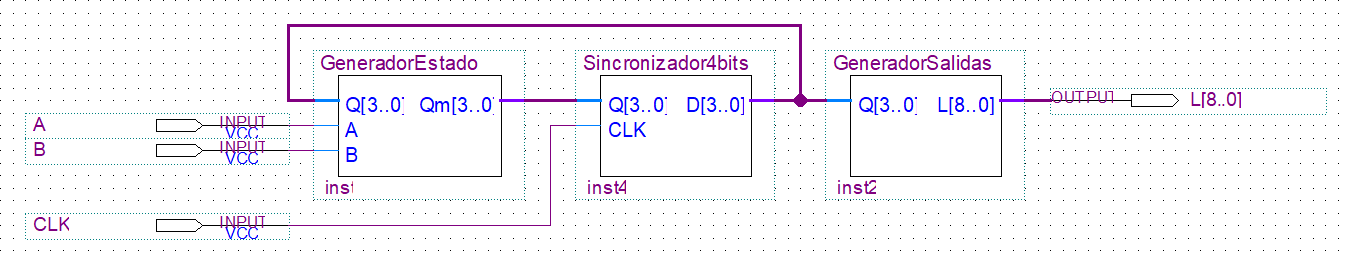 GeneradorEstado
Q[3..0] Qm[3..0]
A
B
inst
Sincronizador4bits
Q[3..0] D[3..0]
CLK
inst4
GeneradorSalidas
Q[3..0] L[8..0]
inst2
OUTPUT L[8..0]
A INPUT
VCC
B INPUT
VCC
CLK INPUT
VCC